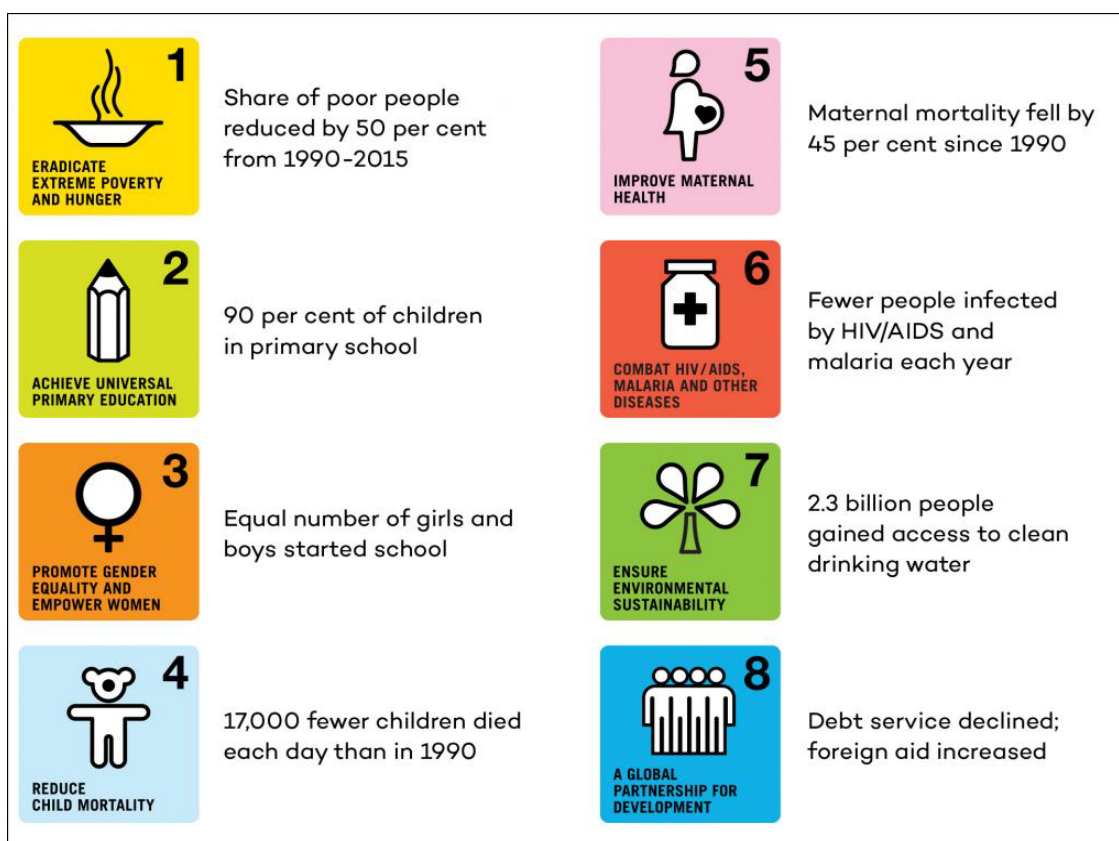 1
ERADICATE
EXTREME POVERTY
AND HUNGER
Share of poor people
reduced by 50 per cent
from 1990-2015
2
ACHIEVE UNIVERSAL
PRIMARY EDUCATION
90 per cent of children
in primary school
3
PROMOTE GENDER
EQUALITY AND
EMPOWER WOMEN
Equal number of girls and
boys started school
4
REDUCE
CHILD MORTALITY
17,000 fewer children died
each day than in 1990
5
IMPROVE MATERNAL
HEALTH
Maternal mortality fell by
45 per cent since 1990
6
COMBAT HIV/AIDS,
MALARIA AND OTHER
DISEASES
Fewer people infected
by HIV/AIDS and
malaria each year
7
ENSURE
ENVIRONMENTAL
SUSTAINABILITY
2.3 billion people
gained access to clean
drinking water
8
A GLOBAL
PARTNERSHIP FOR
DEVELOPMENT
Debt service declined;
foreign aid increased